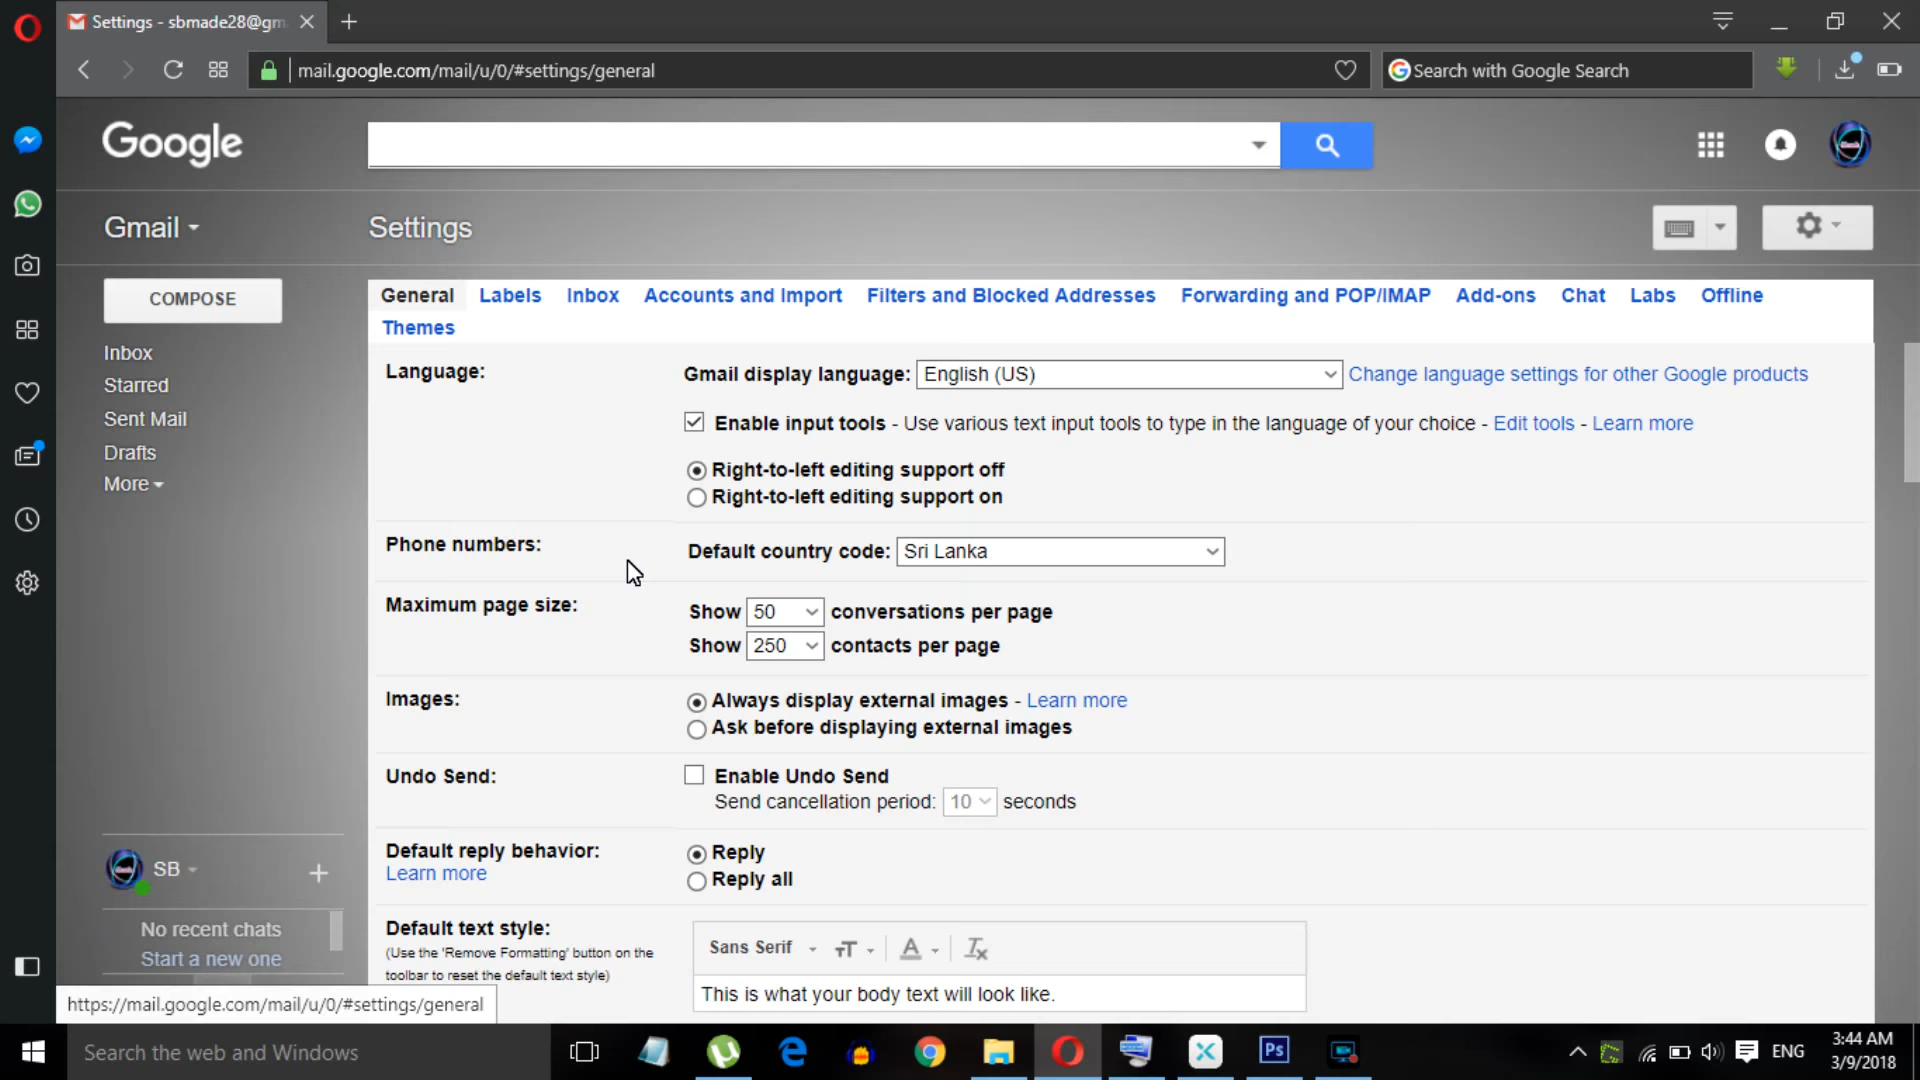 Settings - sbmade28@gm
mail.google.com/mail/u/0/#settings/general
Search with Google Search
Google
Gmail
Settings
COMPOSE
Inbox
Starred
Sent Mail
Drafts
More
SB
No recent chats
Start a new one
General Labels Inbox Accounts and Import Filters and Blocked Addresses Forwarding and POP/IMAP Add-ons Chat Labs Offline
Themes
Language: Gmail display language: English (US) Change language settings for other Google products
Enable input tools - Use various text input tools to type in the language of your choice - Edit tools - Learn more
Right-to-left editing support off
Right-to-left editing support on
Phone numbers: Default country code: Sri Lanka
Maximum page size: Show 50 conversations per page
Show 250 contacts per page
Images: Always display external images - Learn more
Ask before displaying external images
Undo Send: Enable Undo Send
Send cancellation period: 10 seconds
Default reply behavior: Reply
Learn more Reply all
Default text style:
(Use the 'Remove Formatting' button on the
toolbar to reset the default text style)
Sans Serif
This is what your body text will look like.
https://mail.google.com/mail/u/0/#settings/general
Search the web and Windows
Ps
ENG
3:44 AM
3/9/2018